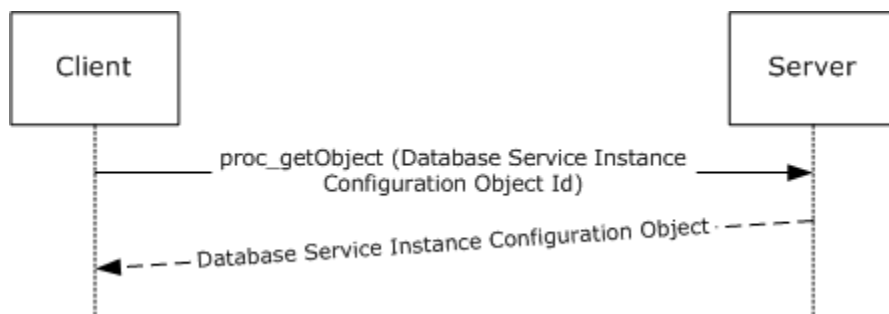 Client
Server
proc_getObject (Database Service Instance
Configuration Object Id)
Database Service Instance Configuration Object